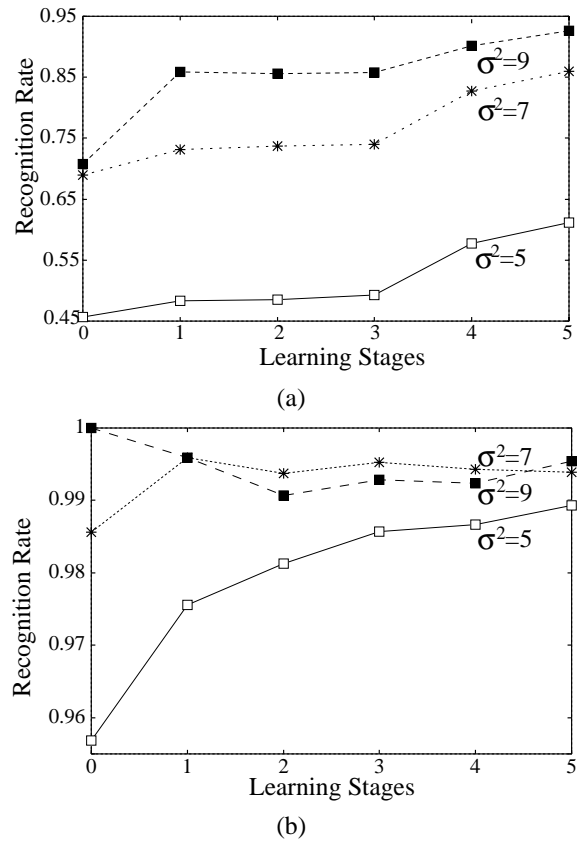 0.95
0.85
0.75
0.65
0.55
0.45
Recognition Rate
σ²=9
σ²=7
σ²=5
0 1 2 3 4 5
Learning Stages
(a)
1
0.99
0.98
0.97
0.96
Recognition Rate
σ²=7
σ²=9
σ²=5
0 1 2 3 4 5
Learning Stages
(b)